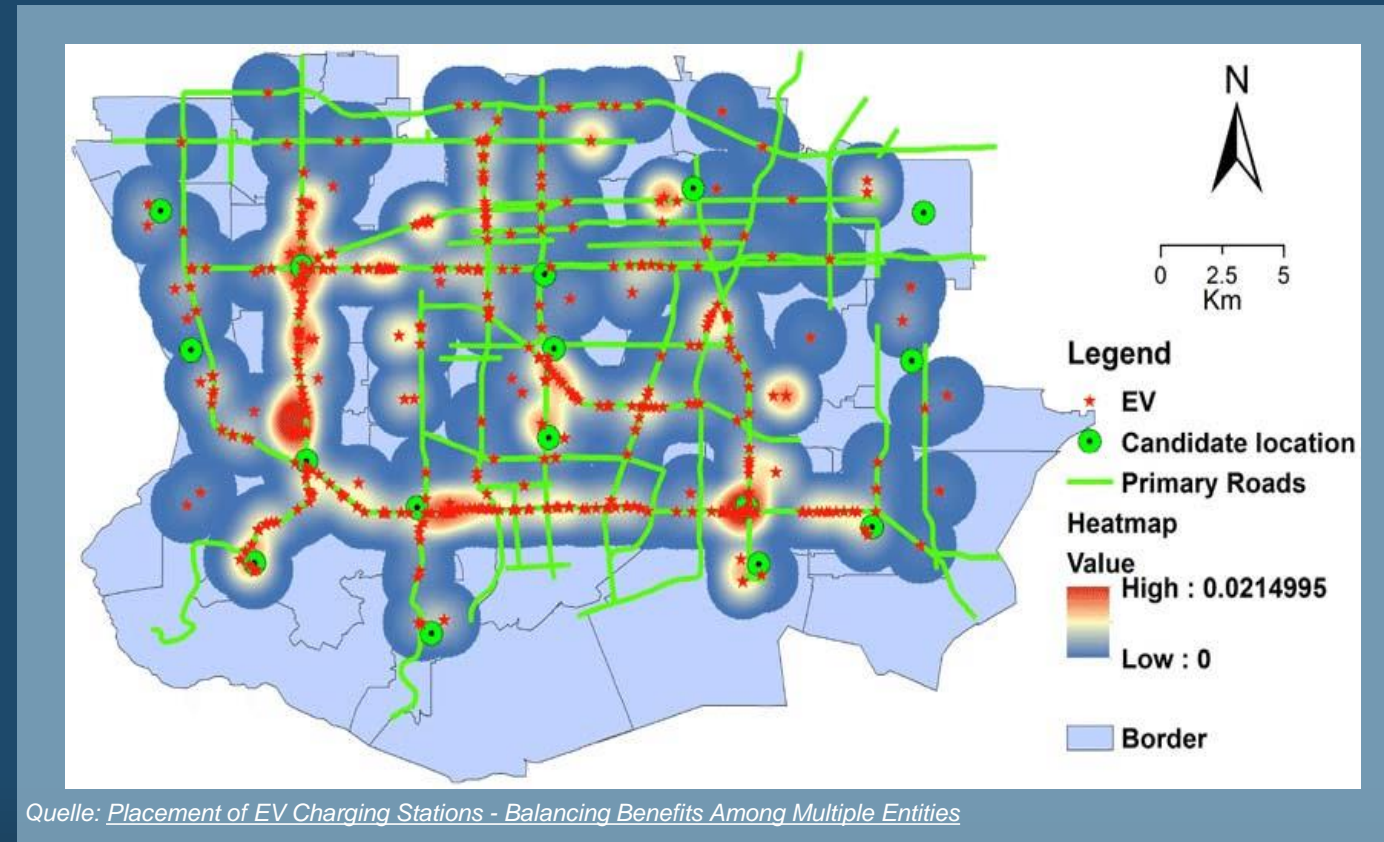 N
0 2.5 5
Km
Legend
EV
Candidate location
Primary Roads
Heatmap
Value
High : 0.0214995
Low : 0
Border
Quelle: Placement of EV Charging Stations - Balancing Benefits Among Multiple Entities